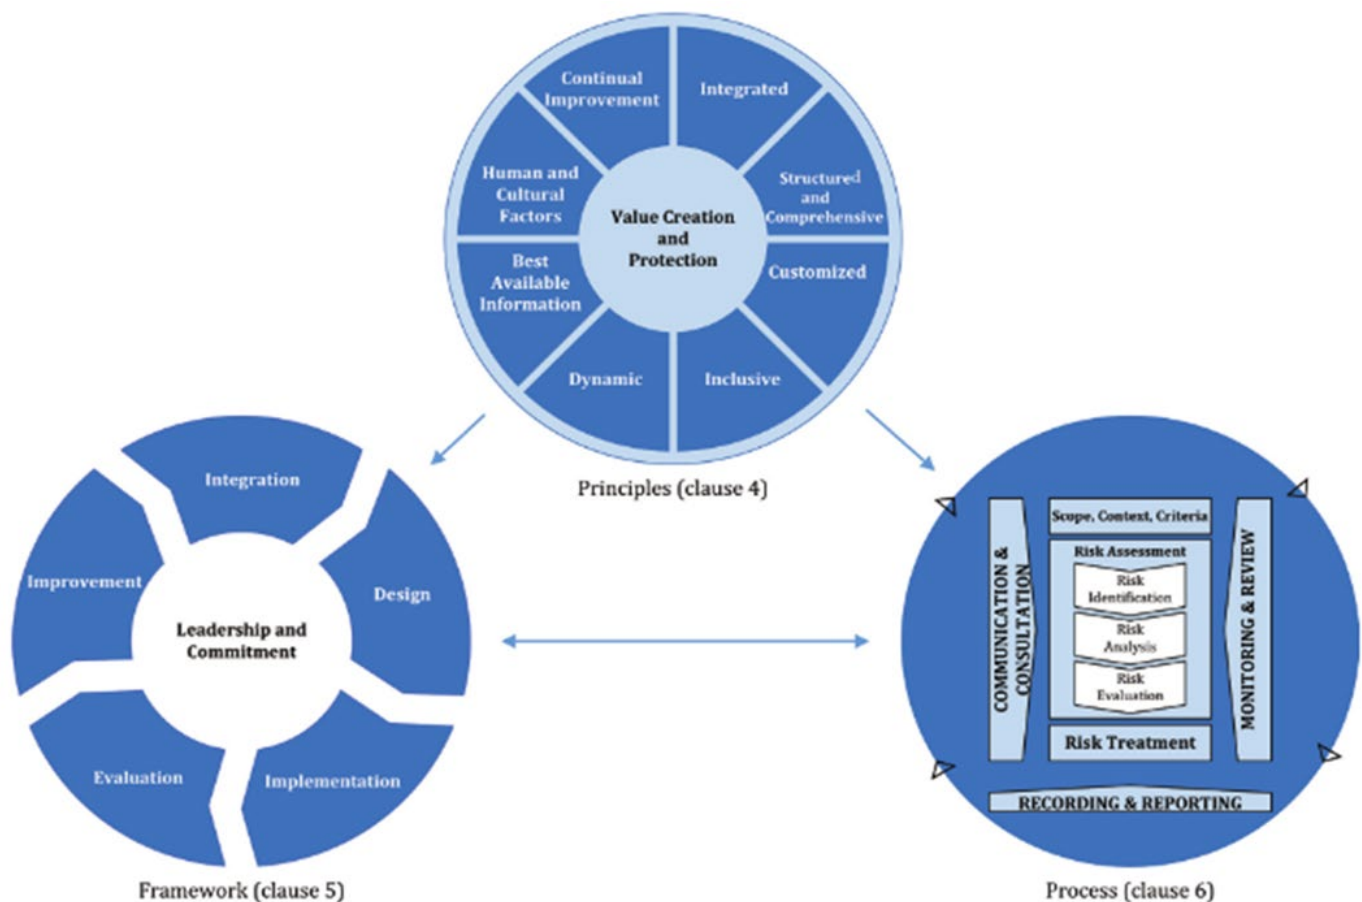 Continual
Improvement
Integrated
Structured
and
Comprehensive
Customized
Inclusive
Dynamic
Best
Available
Information
Human and
Cultural
Factors
Value Creation
and
Protection
Principles (clause 4)
Integration
Design
Implementation
Evaluation
Improvement
Leadership and
Commitment
Framework (clause 5)
Scope, Context, Criteria
Risk Assessment
Risk
Identification
Risk
Analysis
Risk
Evaluation
Risk Treatment
COMMUNICATION &
CONSULTATION
MONITORING & REVIEW
RECORDING & REPORTING
Process (clause 6)